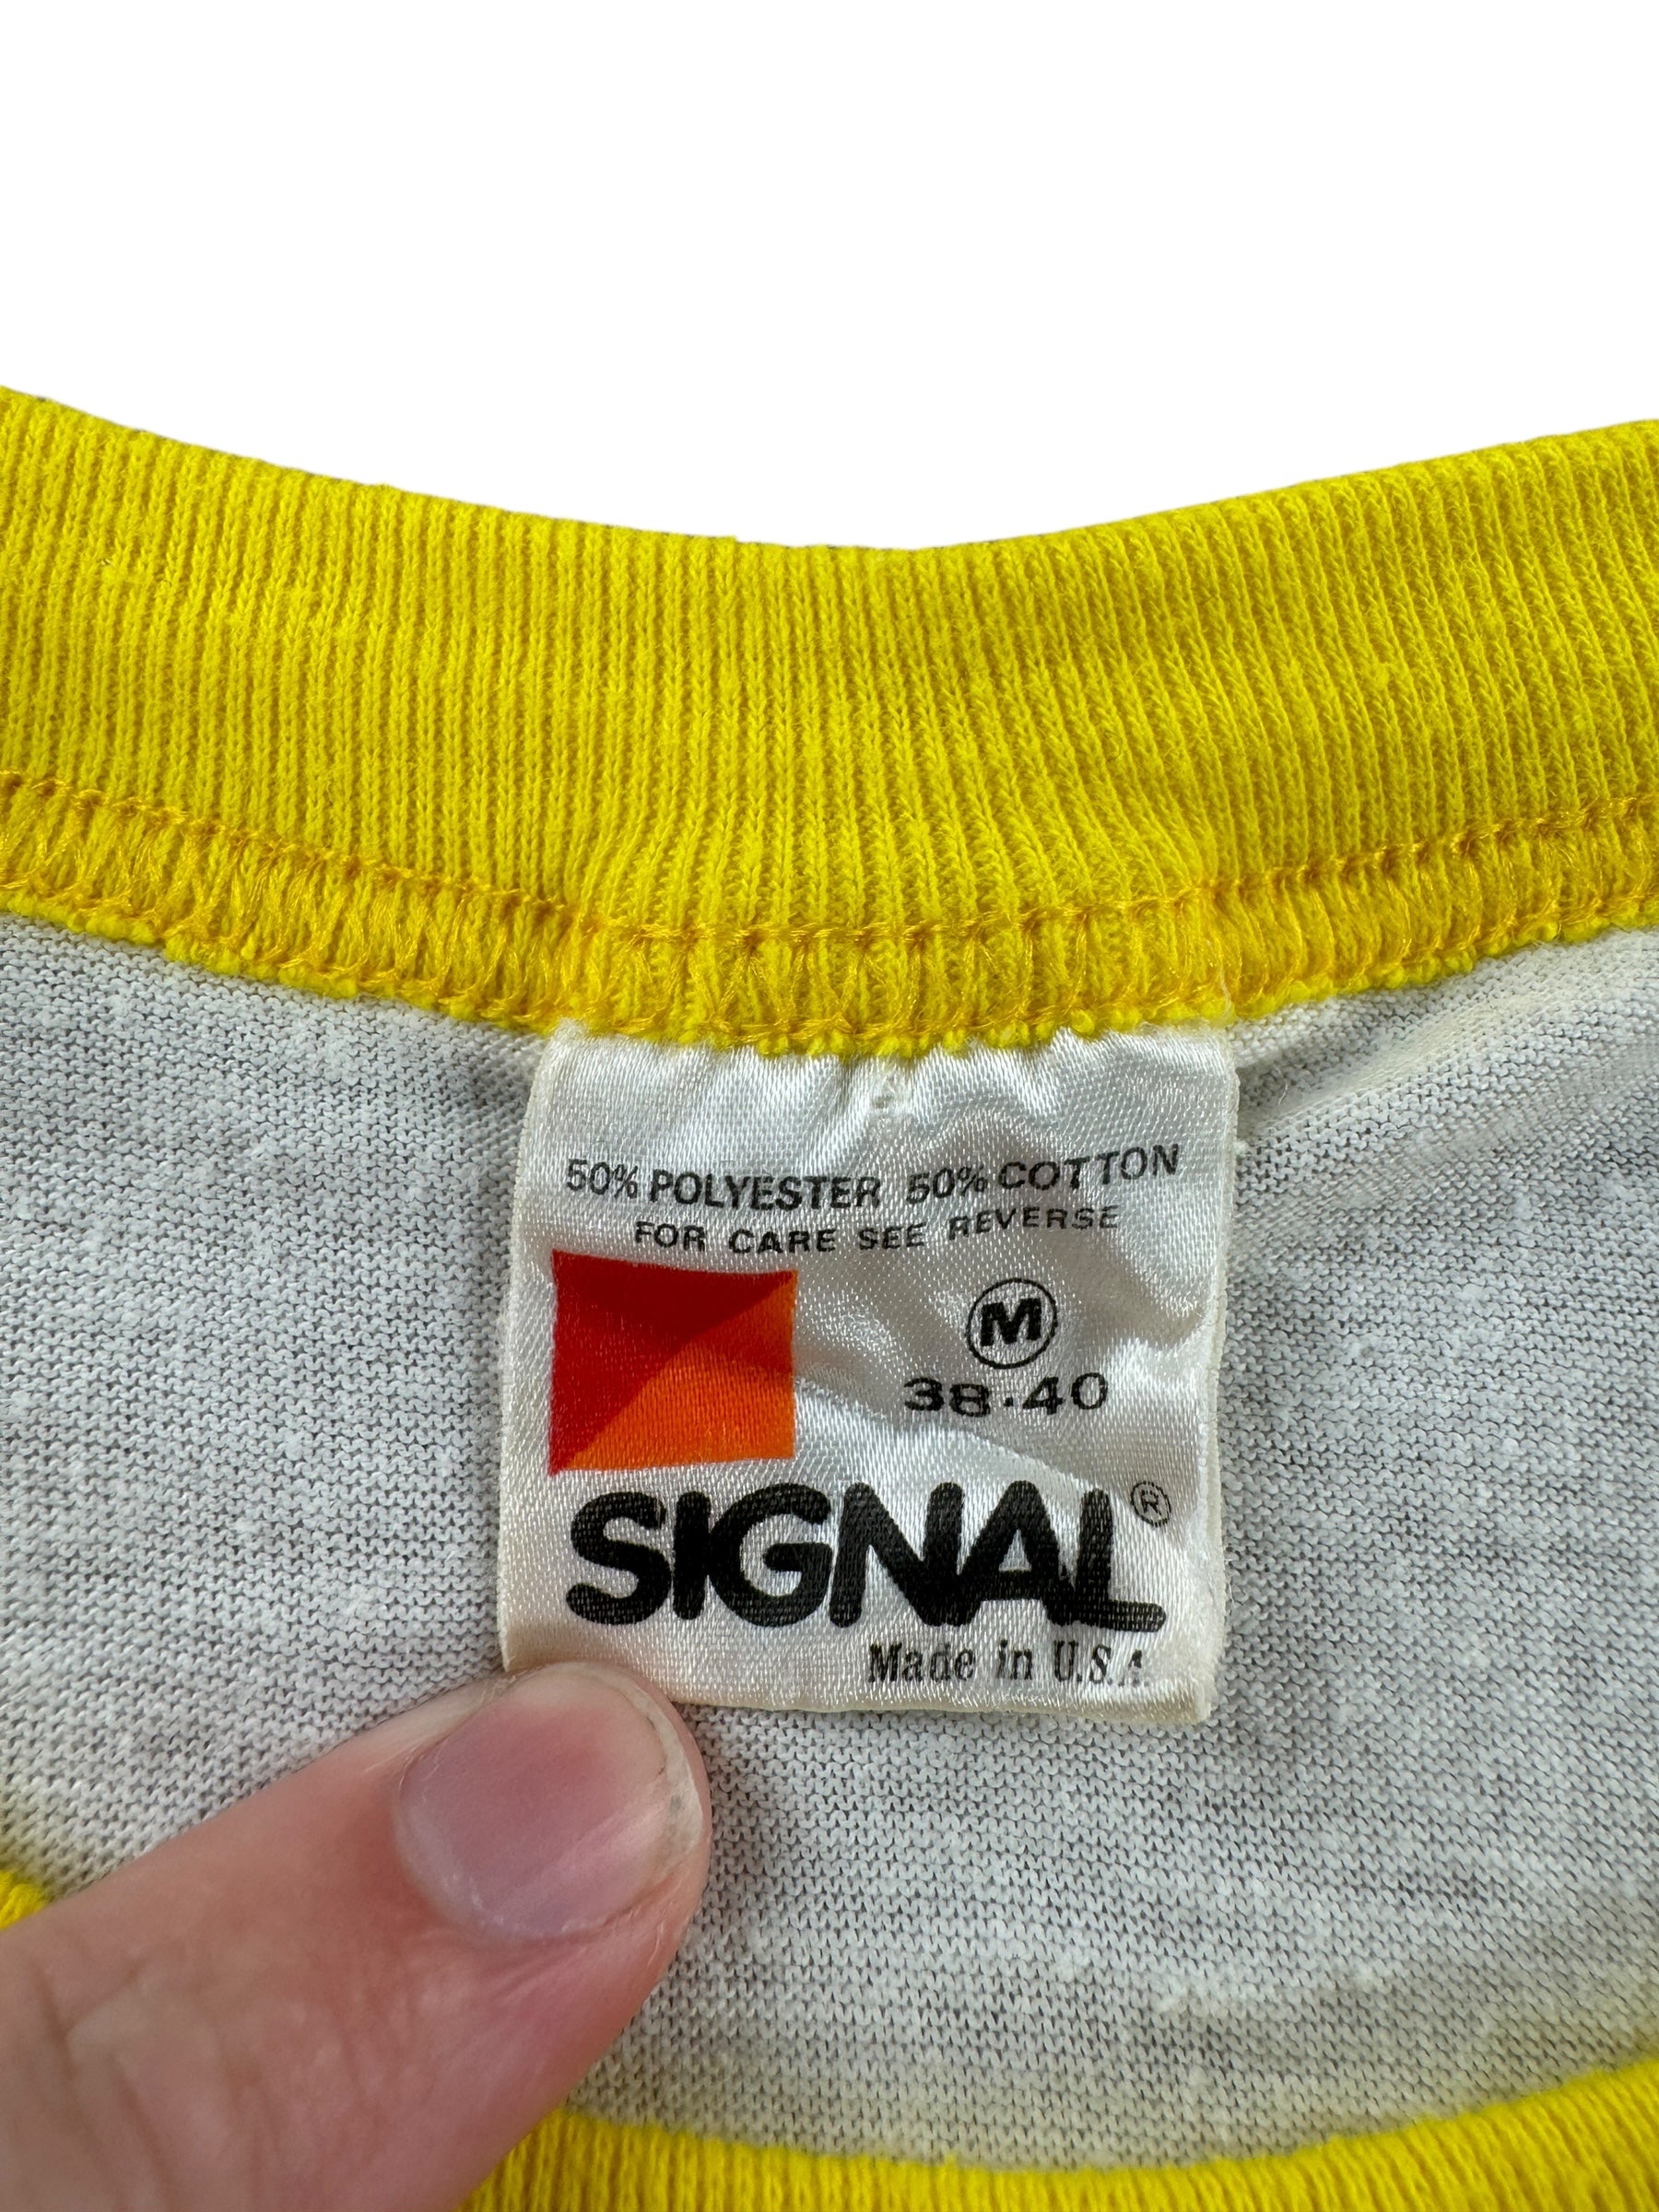 50% POLYESTER 50% COTTON
FOR CARE SEE REVERSE
M
38·40
SIGNAL®
Made in U.S.A.